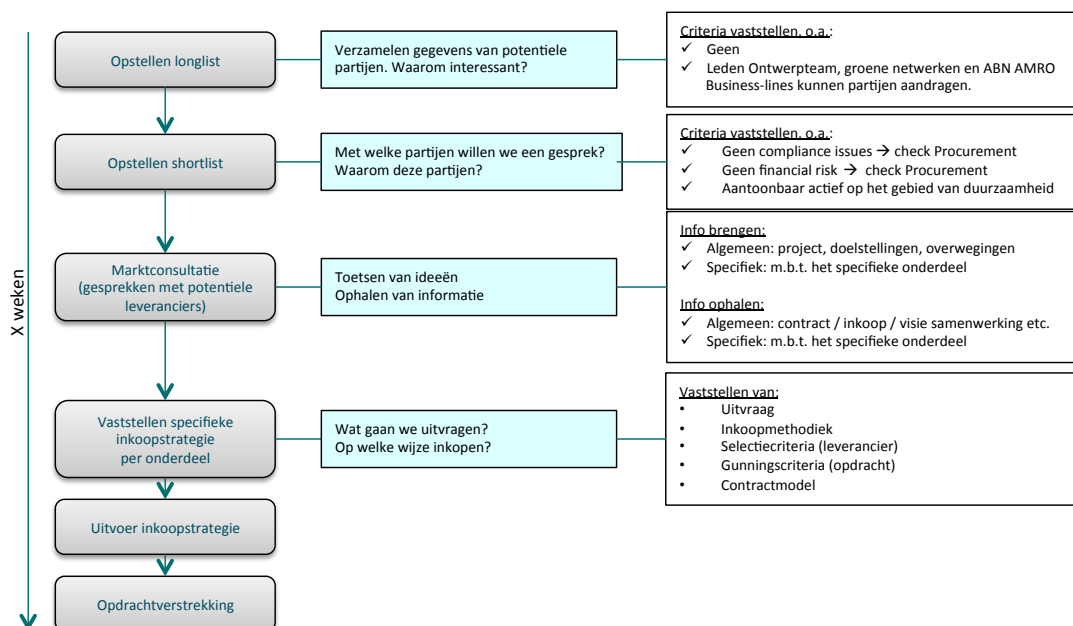 X weken
Opstellen longlist
Verzamelen gegevens van potentiele
partijen. Waarom interessant?
Criteria vaststellen, o.a.:
✓ Geen
✓ Leden Ontwerpteam, groene netwerken en ABN AMRO
Business-lines kunnen partijen aandragen.
Opstellen shortlist
Met welke partijen willen we een gesprek?
Waarom deze partijen?
Criteria vaststellen, o.a.:
✓ Geen compliance issues → check Procurement
✓ Geen financial risk → check Procurement
✓ Aantoonbaar actief op het gebied van duurzaamheid
Marktconsultatie
(gesprekken met potentiele
leveranciers)
Toetsen van ideeën
Ophalen van informatie
Info brengen:
✓ Algemeen: project, doelstellingen, overwegingen
✓ Specifiek: m.b.t. het specifieke onderdeel
Info ophalen:
✓ Algemeen: contract / inkoop / visie samenwerking etc.
✓ Specifiek: m.b.t. het specifieke onderdeel
Vaststellen specifieke
inkoopstrategie
per onderdeel
Wat gaan we uitvragen?
Op welke wijze inkopen?
Vaststellen van:
• Uitvraag
• Inkoopmethodiek
• Selectiecriteria (leverancier)
• Gunningscriteria (opdracht)
• Contractmodel
Uitvoer inkoopstrategie
Opdrachtverstrekking